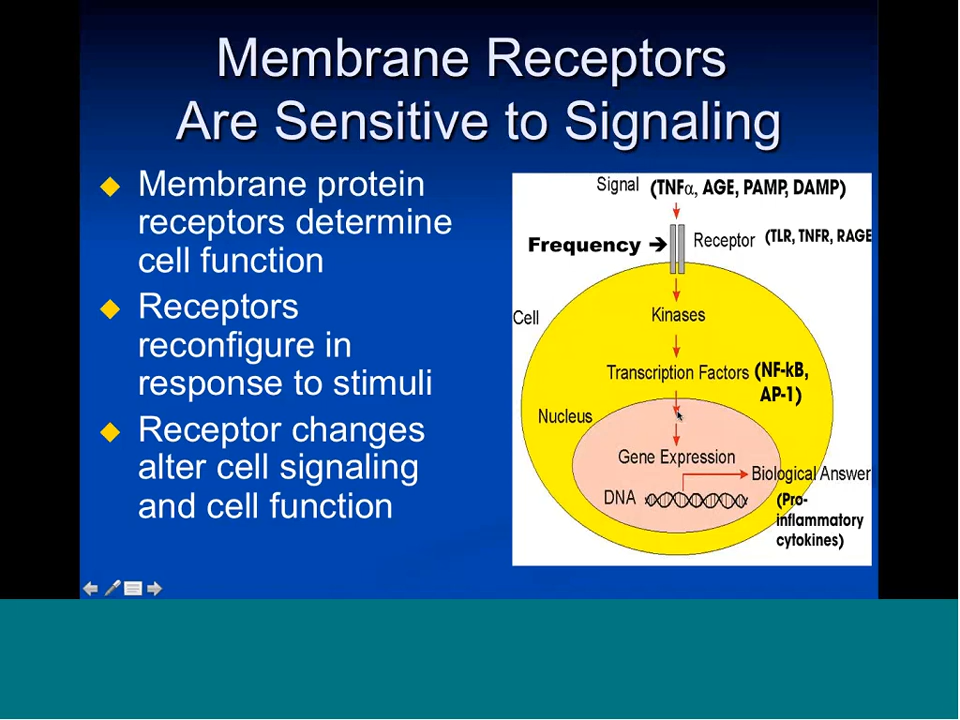 Membrane Receptors
Are Sensitive to Signaling
Membrane protein
receptors determine
cell function
Receptors
reconfigure in
response to stimuli
Receptor changes
alter cell signaling
and cell function
Signal (TNFα, AGE, PAMP, DAMP)
Frequency ➔ Receptor (TLR, TNFR, RAGE
Cell
Kinases
Transcription Factors (NF-kB,
AP-1)
Nucleus
Gene Expression
Biological Answer
DNA
(Pro-
inflammatory
cytokines)